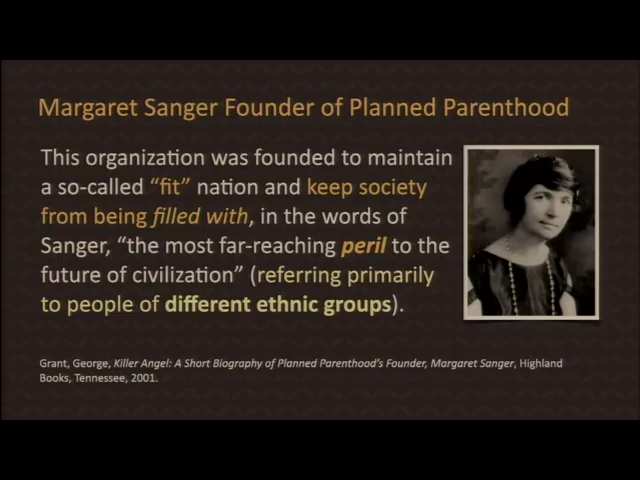 Margaret Sanger Founder of Planned Parenthood
This organization was founded to maintain
a so-called “fit” nation and keep society
from being filled with, in the words of
Sanger, “the most far-reaching peril to the
future of civilization” (referring primarily
to people of different ethnic groups).
Grant, George, Killer Angel: A Short Biography of Planned Parenthood's Founder, Margaret Sanger, Highland
Books, Tennessee, 2001.